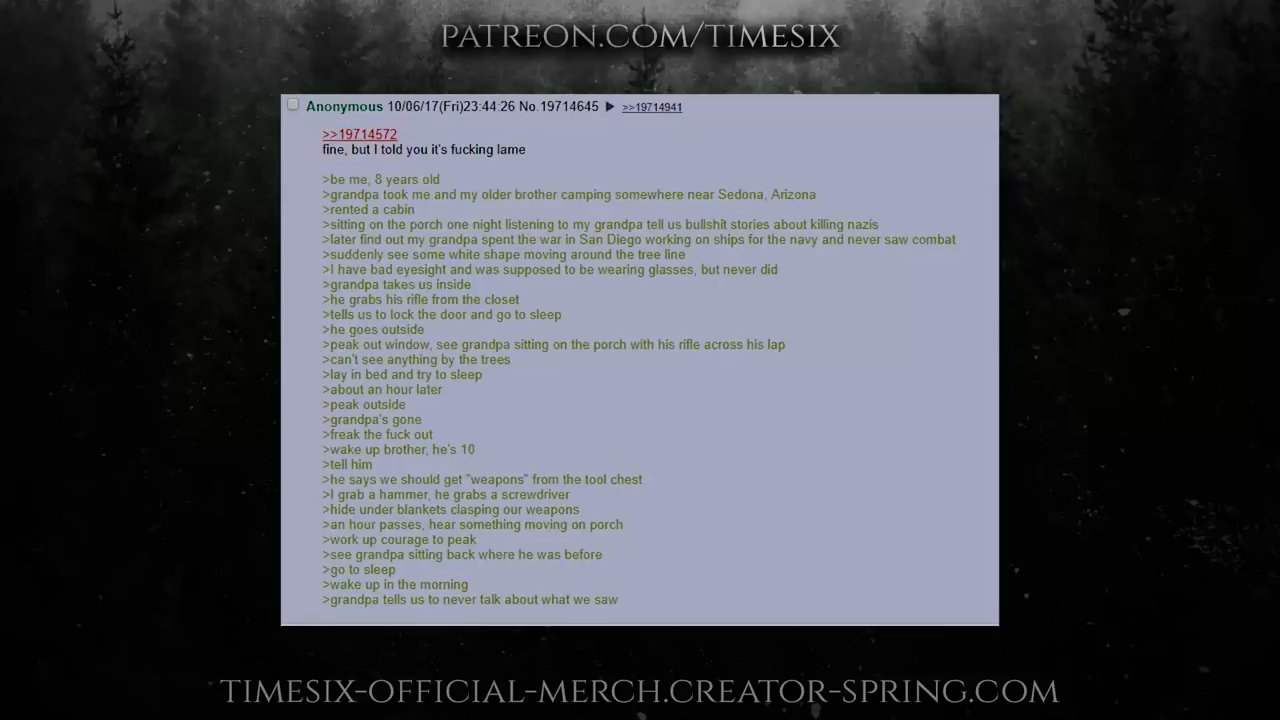 PATREON.COM/TIMESIX
Anonymous 10/06/17(Fri)23:44:26 No.19714645 ▶ >>19714941
>>19714572
fine, but I told you it's fucking lame
>be me, 8 years old
>grandpa took me and my older brother camping somewhere near Sedona, Arizona
>rented a cabin
>sitting on the porch one night listening to my grandpa tell us bullshit stories about killing nazis
>later find out my grandpa spent the war in San Diego working on ships for the navy and never saw combat
>suddenly see some white shape moving around the tree line
>I have bad eyesight and was supposed to be wearing glasses, but never did
>grandpa takes us inside
>he grabs his rifle from the closet
>tells us to lock the door and go to sleep
>he goes outside
>peak out window, see grandpa sitting on the porch with his rifle across his lap
>can't see anything by the trees
>lay in bed and try to sleep
>about an hour later
>peak outside
>grandpa's gone
>freak the fuck out
>wake up brother, he's 10
>tell him
>he says we should get "weapons" from the tool chest
>I grab a hammer, he grabs a screwdriver
>hide under blankets clasping our weapons
>an hour passes, hear something moving on porch
>work up courage to peak
>see grandpa sitting back where he was before
>go to sleep
>wake up in the morning
>grandpa tells us to never talk about what we saw
TIMESIX-OFFICIAL-MERCH.CREATOR-SPRING.COM